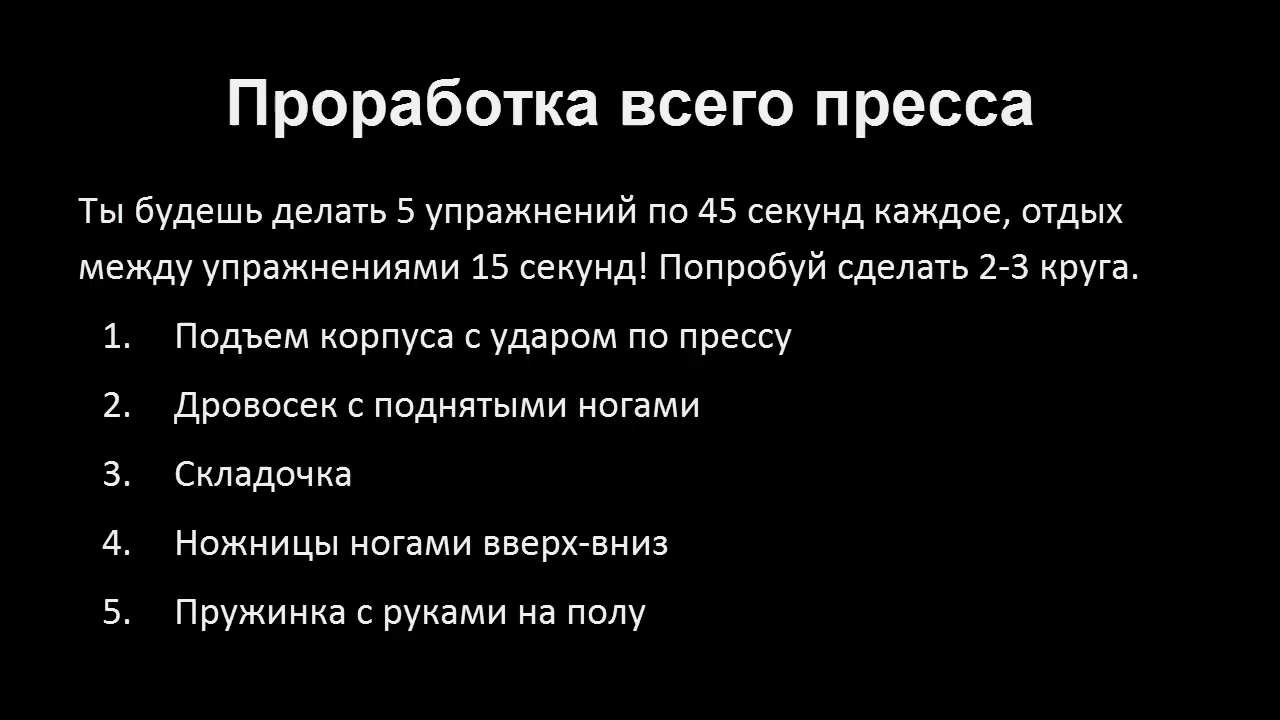 Проработка всего пресса
Ты будешь делать 5 упражнений по 45 секунд каждое, отдых
между упражнениями 15 секунд! Попробуй сделать 2-3 круга.
1. Подъем корпуса с ударом по прессу
2. Дровосек с поднятыми ногами
3. Складочка
4. Ножницы ногами вверх-вниз
5. Пружинка с руками на полу